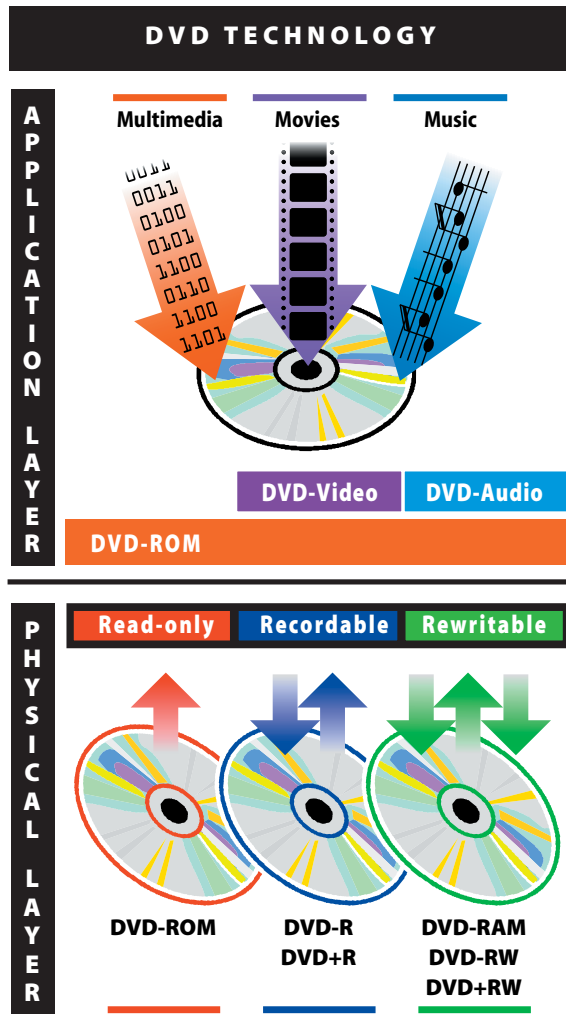 DVD TECHNOLOGY
APPLICATION LAYER
Multimedia Movies Music
0011
0011
0100
0101
1100
0110
1100
1101
DVD-Video DVD-Audio
DVD-ROM
PHYSICAL LAYER
Read-only Recordable Rewritable
DVD-ROM DVD-R DVD-RAM
DVD+R DVD-RW
DVD+RW